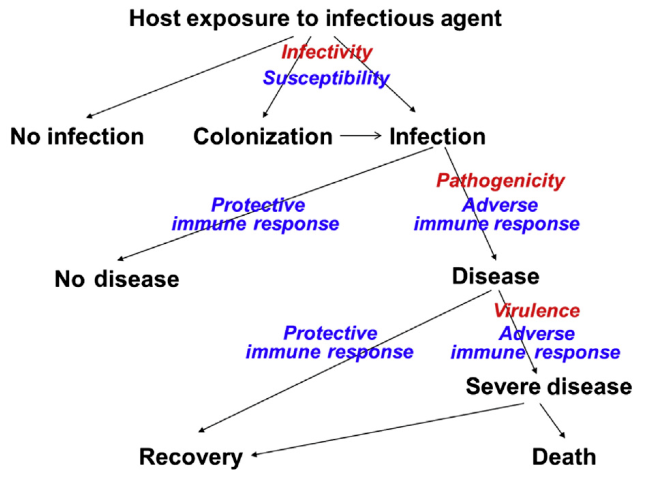 Host exposure to infectious agent
Infectivity
Susceptibility
No infection
Colonization
Infection
Pathogenicity
Protective
immune response
Adverse
immune response
No disease
Disease
Virulence
Protective
immune response
Adverse
immune response
Severe disease
Recovery
Death